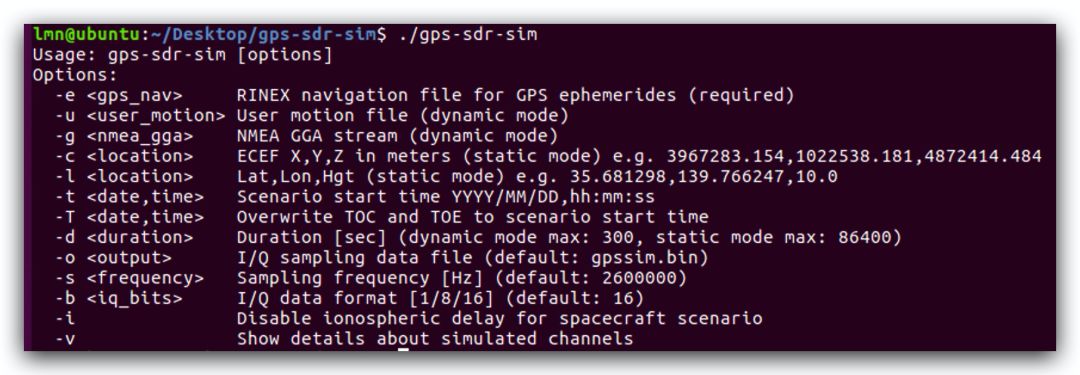 lmn@ubuntu:~/Desktop/gps-sdr-sim$ ./gps-sdr-sim
Usage: gps-sdr-sim [options]
Options:
  -e <gps_nav>     RINEX navigation file for GPS ephemerides (required)
  -u <user_motion> User motion file (dynamic mode)
  -g <nmea_gga>    NMEA GGA stream (dynamic mode)
  -c <location>    ECEF X,Y,Z in meters (static mode) e.g. 3967283.154,1022538.181,4872414.484
  -l <location>    Lat,Lon,Hgt (static mode) e.g. 35.681298,139.766247,10.0
  -t <date,time>   Scenario start time YYYY/MM/DD,hh:mm:ss
  -T <date,time>   Overwrite TOC and TOE to scenario start time
  -d <duration>    Duration [sec] (dynamic mode max: 300, static mode max: 86400)
  -o <output>      I/Q sampling data file (default: gpssim.bin)
  -s <frequency>   Sampling frequency [Hz] (default: 2600000)
  -b <iq_bits>     I/Q data format [1/8/16] (default: 16)
  -i               Disable ionospheric delay for spacecraft scenario
  -v               Show details about simulated channels